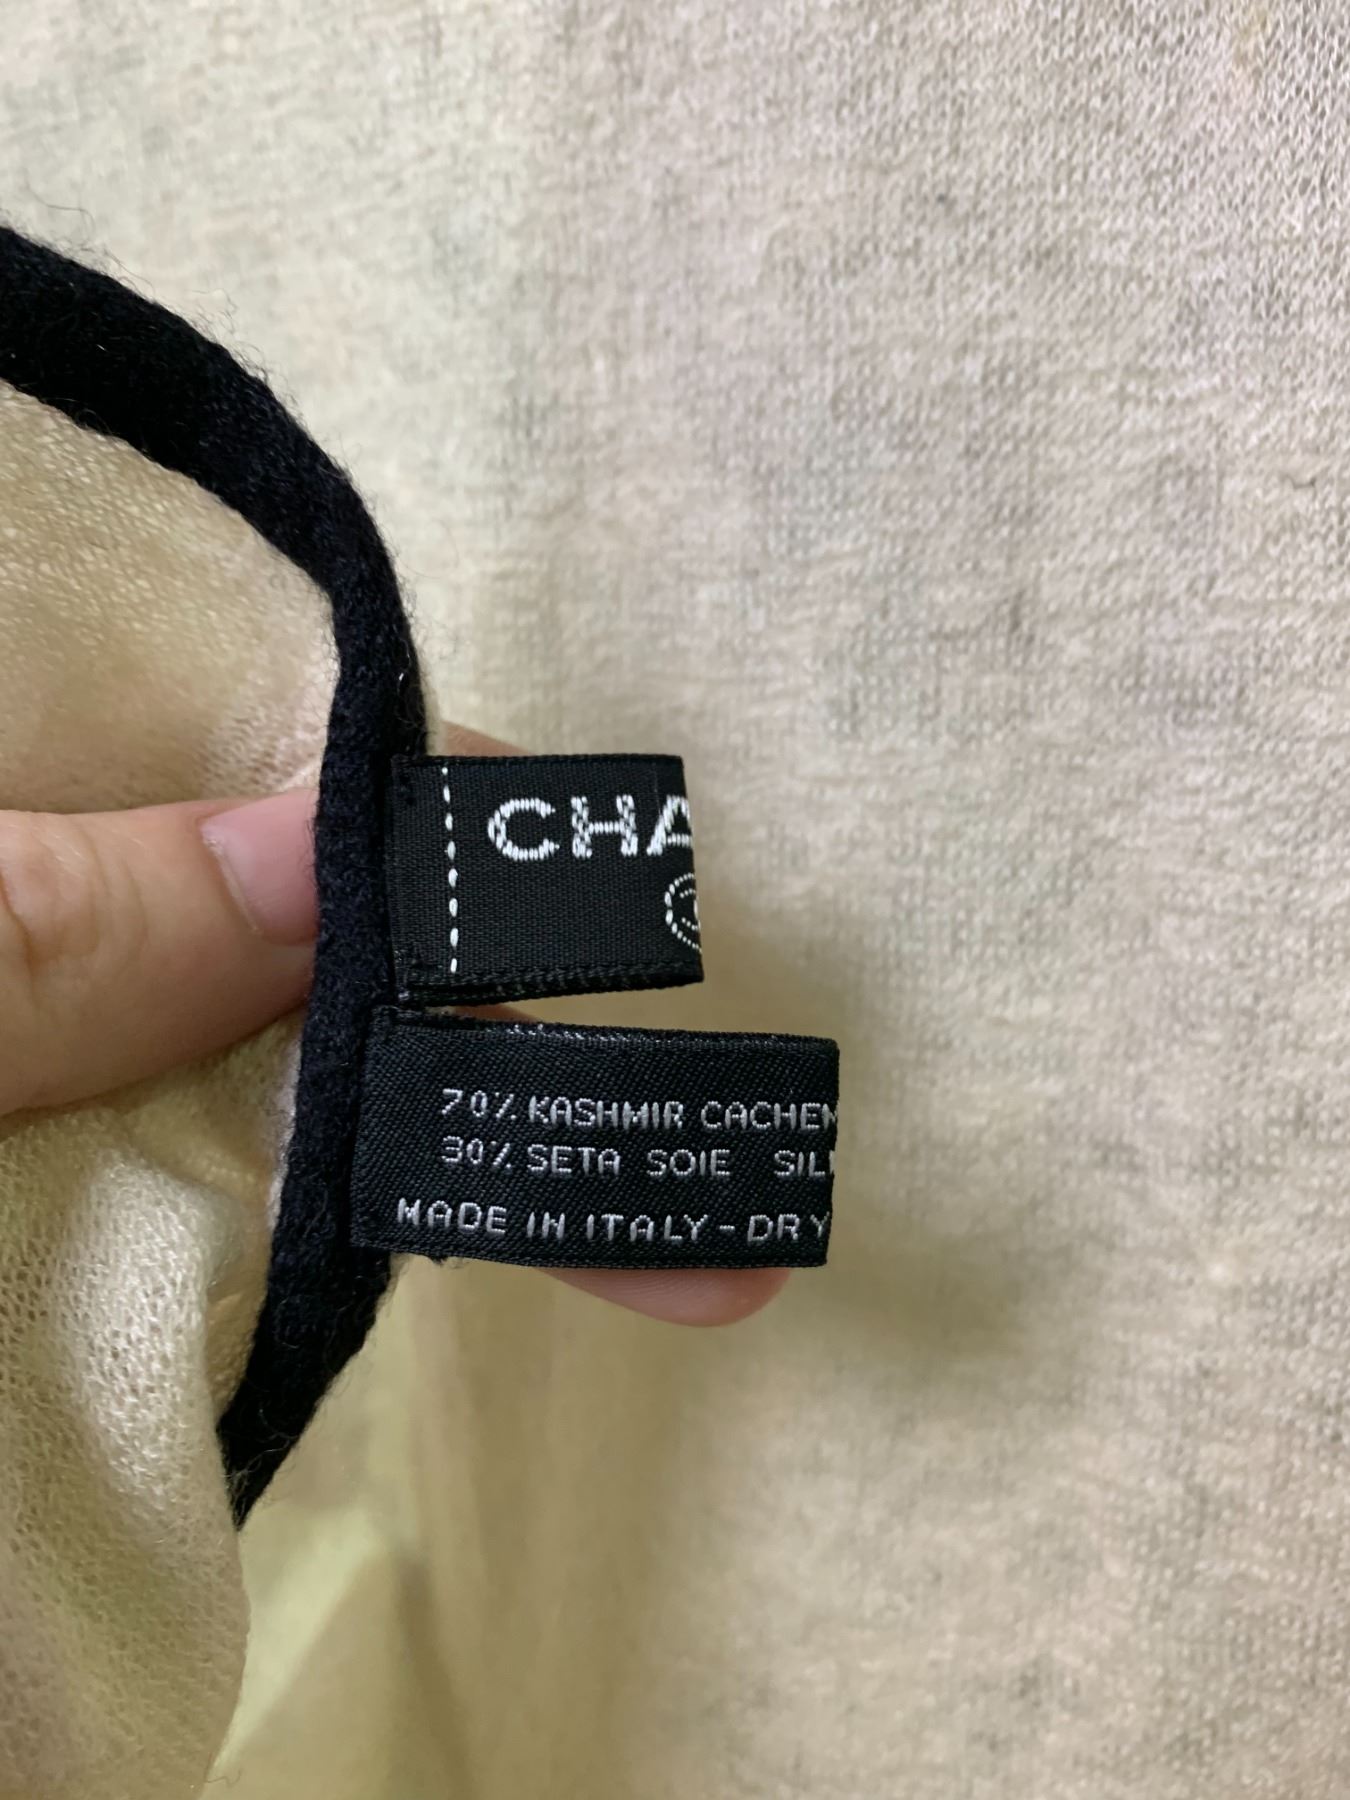 CHA
70% KASHMIR CACHEM
30% SETA SOIE SIL
MADE IN ITALY-DRY